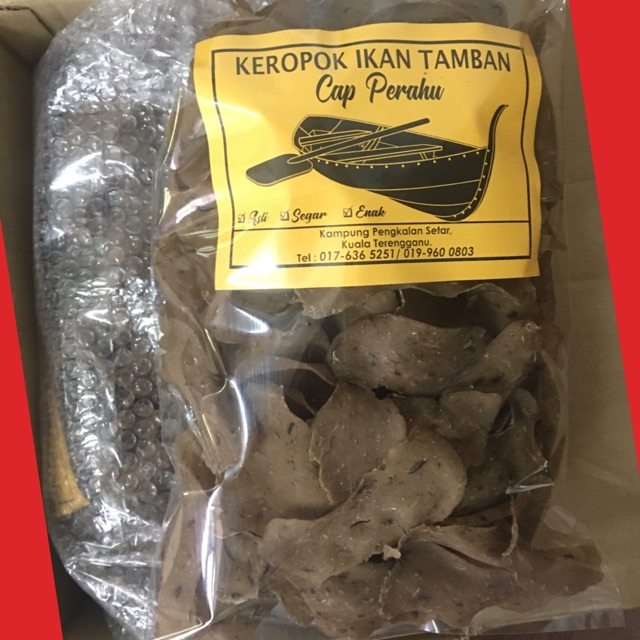 KEROPOK IKAN TAMBAN
Cap Perahu
Asli Segar Enak
Kampung Pengkalan Setar,
Kuala Terengganu.
Tel : 017-636 5251/ 019-960 0803